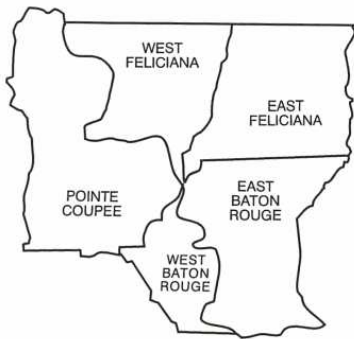 WEST
FELICIANA
EAST
FELICIANA
POINTE
COUPEE
EAST
BATON
ROUGE
WEST
BATON
ROUGE